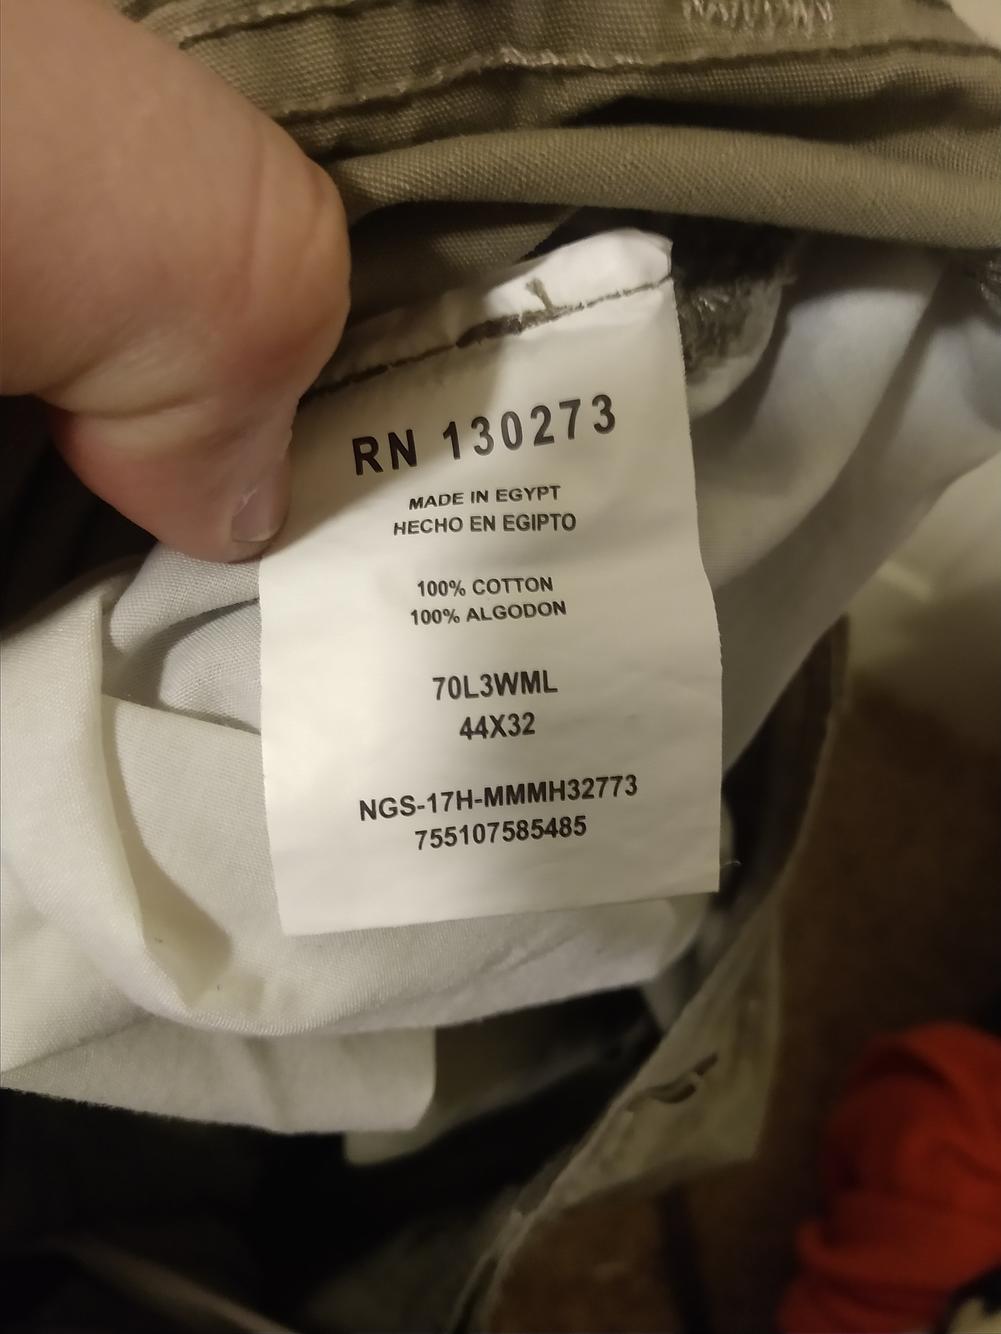 RN 130273
MADE IN EGYPT
HECHO EN EGIPTO
100% COTTON
100% ALGODON
70L3WML
44X32
NGS-17H-MMMH32773
755107585485